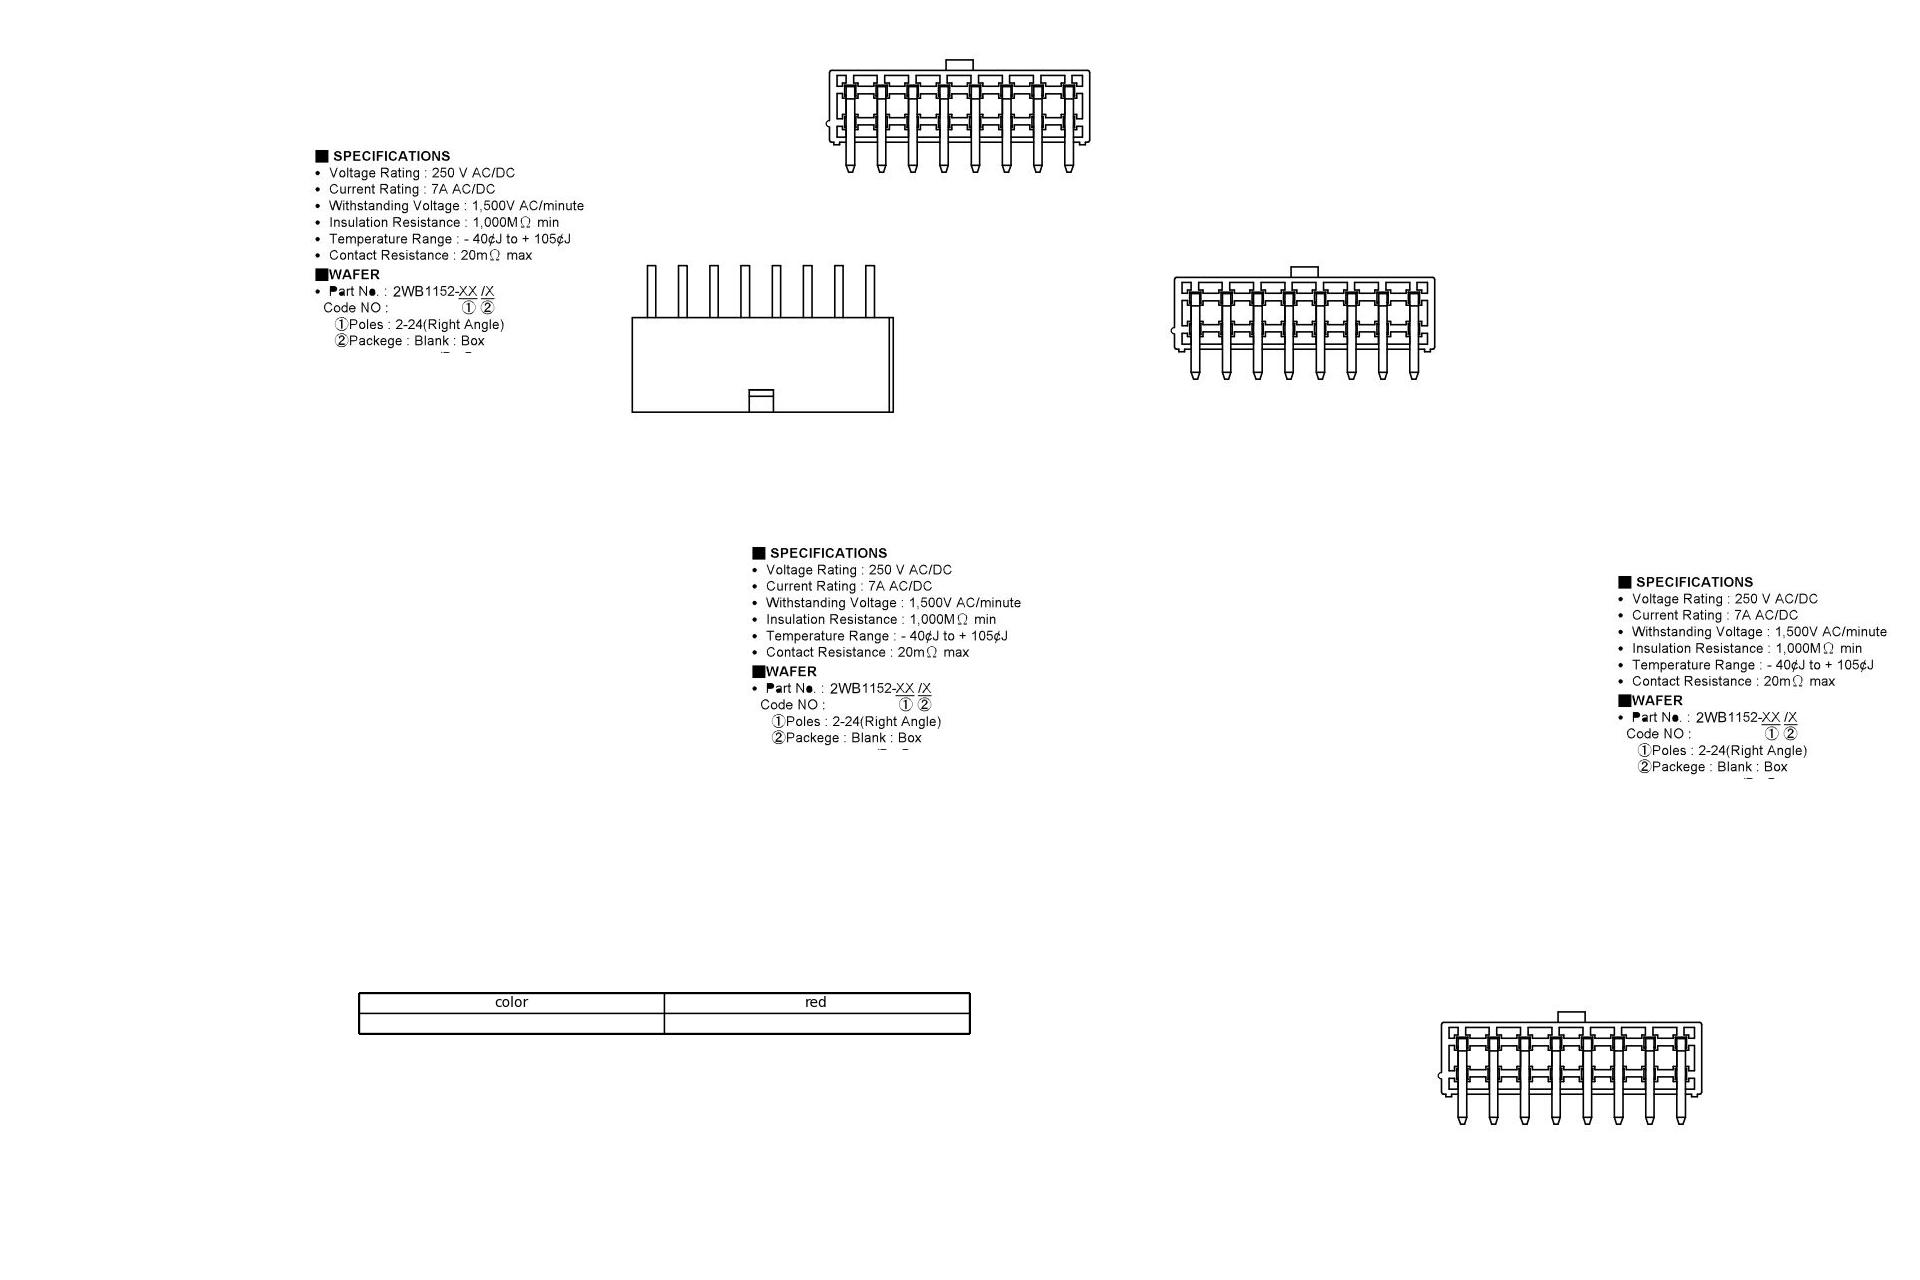 ■ SPECIFICATIONS
• Voltage Rating : 250 V AC/DC
• Current Rating : 7A AC/DC
• Withstanding Voltage : 1,500V AC/minute
• Insulation Resistance : 1,000MΩ min
• Temperature Range : - 40¢J to + 105¢J
• Contact Resistance : 20mΩ max
■WAFER
• Part No. : 2WB1152-XX /X
Code NO : ① ②
①Poles : 2-24(Right Angle)
②Packege : Blank : Box
■ SPECIFICATIONS
• Voltage Rating : 250 V AC/DC
• Current Rating : 7A AC/DC
• Withstanding Voltage : 1,500V AC/minute
• Insulation Resistance : 1,000MΩ min
• Temperature Range : - 40¢J to + 105¢J
• Contact Resistance : 20mΩ max
■WAFER
• Part No. : 2WB1152-XX /X
Code NO : ① ②
①Poles : 2-24(Right Angle)
②Packege : Blank : Box
■ SPECIFICATIONS
• Voltage Rating : 250 V AC/DC
• Current Rating : 7A AC/DC
• Withstanding Voltage : 1,500V AC/minute
• Insulation Resistance : 1,000MΩ min
• Temperature Range : - 40¢J to + 105¢J
• Contact Resistance : 20mΩ max
■WAFER
• Part No. : 2WB1152-XX /X
Code NO : ① ②
①Poles : 2-24(Right Angle)
②Packege : Blank : Box
color red